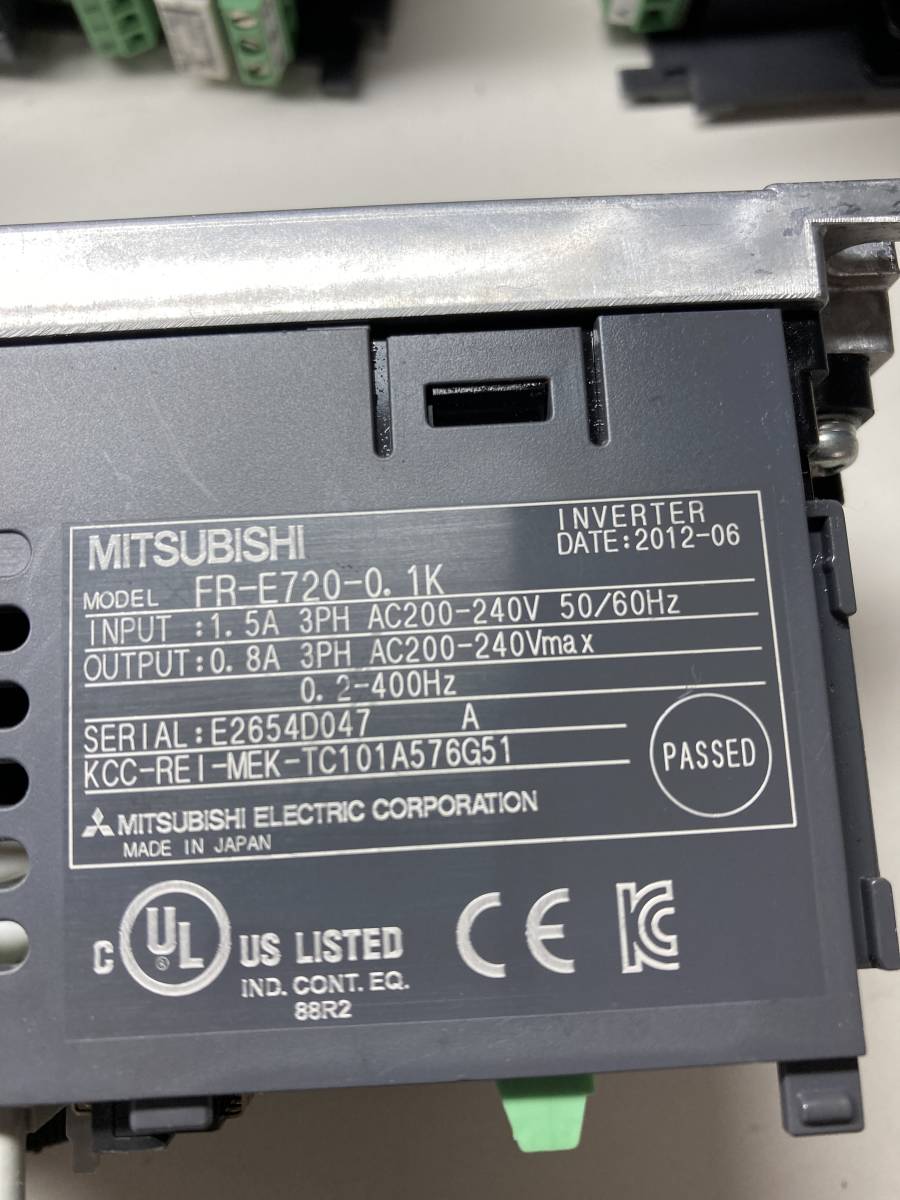 MITSUBISHI
INVERTER
DATE:2012-06
MODEL FR-E720-0.1K
INPUT :1.5A 3PH AC200-240V 50/60Hz
OUTPUT:0.8A 3PH AC200-240Vmax
0.2-400Hz
SERIAL:E2654D047 A
KCC-REI-MEK-TC101A576G51
PASSED
MITSUBISHI ELECTRIC CORPORATION
MADE IN JAPAN
C UL ® US LISTED
IND. CONT. EQ.
88R2
CE
KC